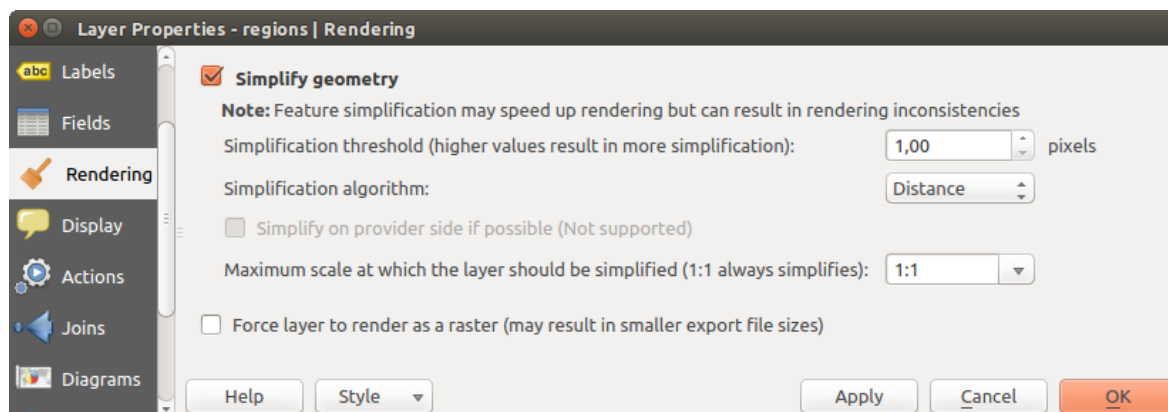 Layer Properties - regions | Rendering
abc Labels
Fields
Rendering
Display
Actions
Joins
Diagrams
Simplify geometry
Note: Feature simplification may speed up rendering but can result in rendering inconsistencies
Simplification threshold (higher values result in more simplification): 1,00 pixels
Simplification algorithm: Distance
Simplify on provider side if possible (Not supported)
Maximum scale at which the layer should be simplified (1:1 always simplifies): 1:1
Force layer to render as a raster (may result in smaller export file sizes)
Help Style Apply Cancel OK